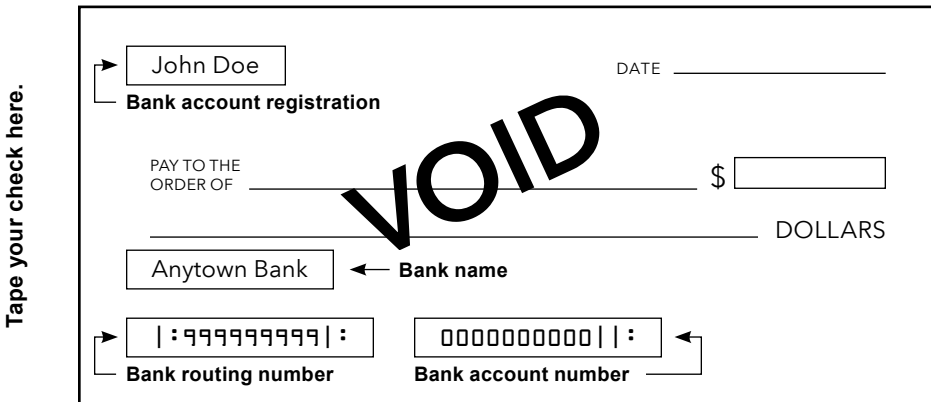 Tape your check here.
John Doe
DATE
Bank account registration
VOID
PAY TO THE
ORDER OF
$
DOLLARS
Anytown Bank
Bank name
|:999999999|:
0000000000||:
Bank routing number
Bank account number